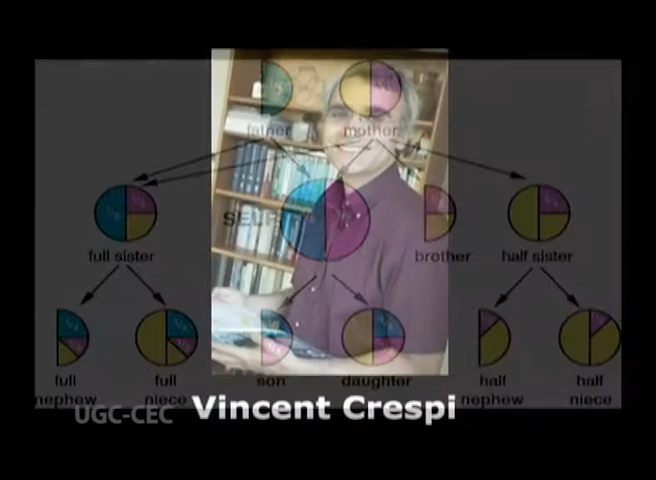 father mother
SELF
full sister brother half sister
full nephew
full niece
son
daughter
half nephew
half niece
UGC-CEC
Vincent Crespi